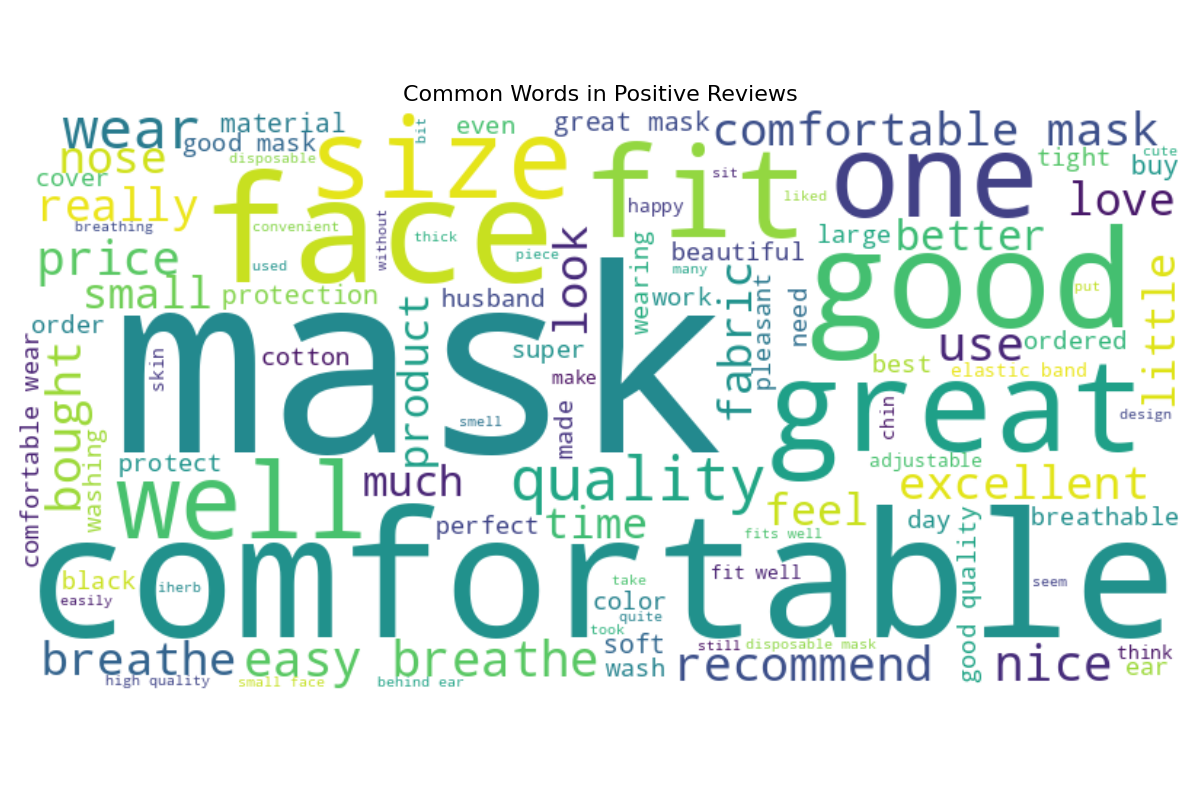 Common Words in Positive Reviews
wear
material
good mask
size
bit
even
great mask
comfortable mask
nose
disposable
fit
one
tight
cute
buy
cover
face
sit
liked
love
really
breathing
convenient
without
thick
happy
look
wearing
beautiful
large
better
price
used
piece
many
good
little
small
protection
husband
work
fabric
pleasant
need
put
order
mask
product
super
use
ordered
comfortable wear
bought
skin
cotton
make
best
elastic band
great
washing
smell
made
chin
design
protect
well
much
quality
adjustable
excellent
perfect
time
feel
fits well
day
good quality
breathable
comfortable
black
iherb
easily
take
color
quite
took
fit well
seem
breathe
easy
breathe
soft
wash
still
disposable mask
recommend
nice
think
ear
high quality
small face
behind ear